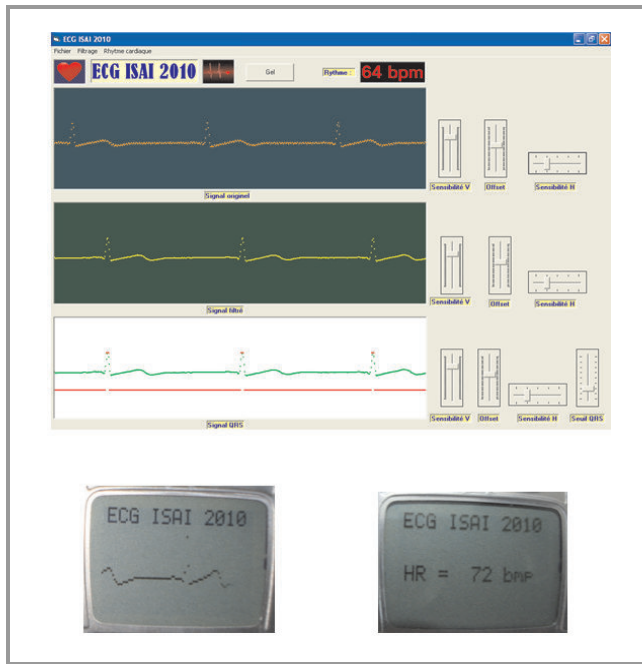 ECG ISAI 2010
Fichier Filtrage Rhytme cardiaque
ECG ISAI 2010 Gel Rythme : 64 bpm
Signal originel
Sensibilité V Offset Sensibilité H
Signal filtré
Sensibilité V Offset Sensibilité H
Signal QRS
Sensibilité V Offset Sensibilité H Seuil QRS
ECG ISAI 2010
ECG ISAI 2010
HR = 72 bmp